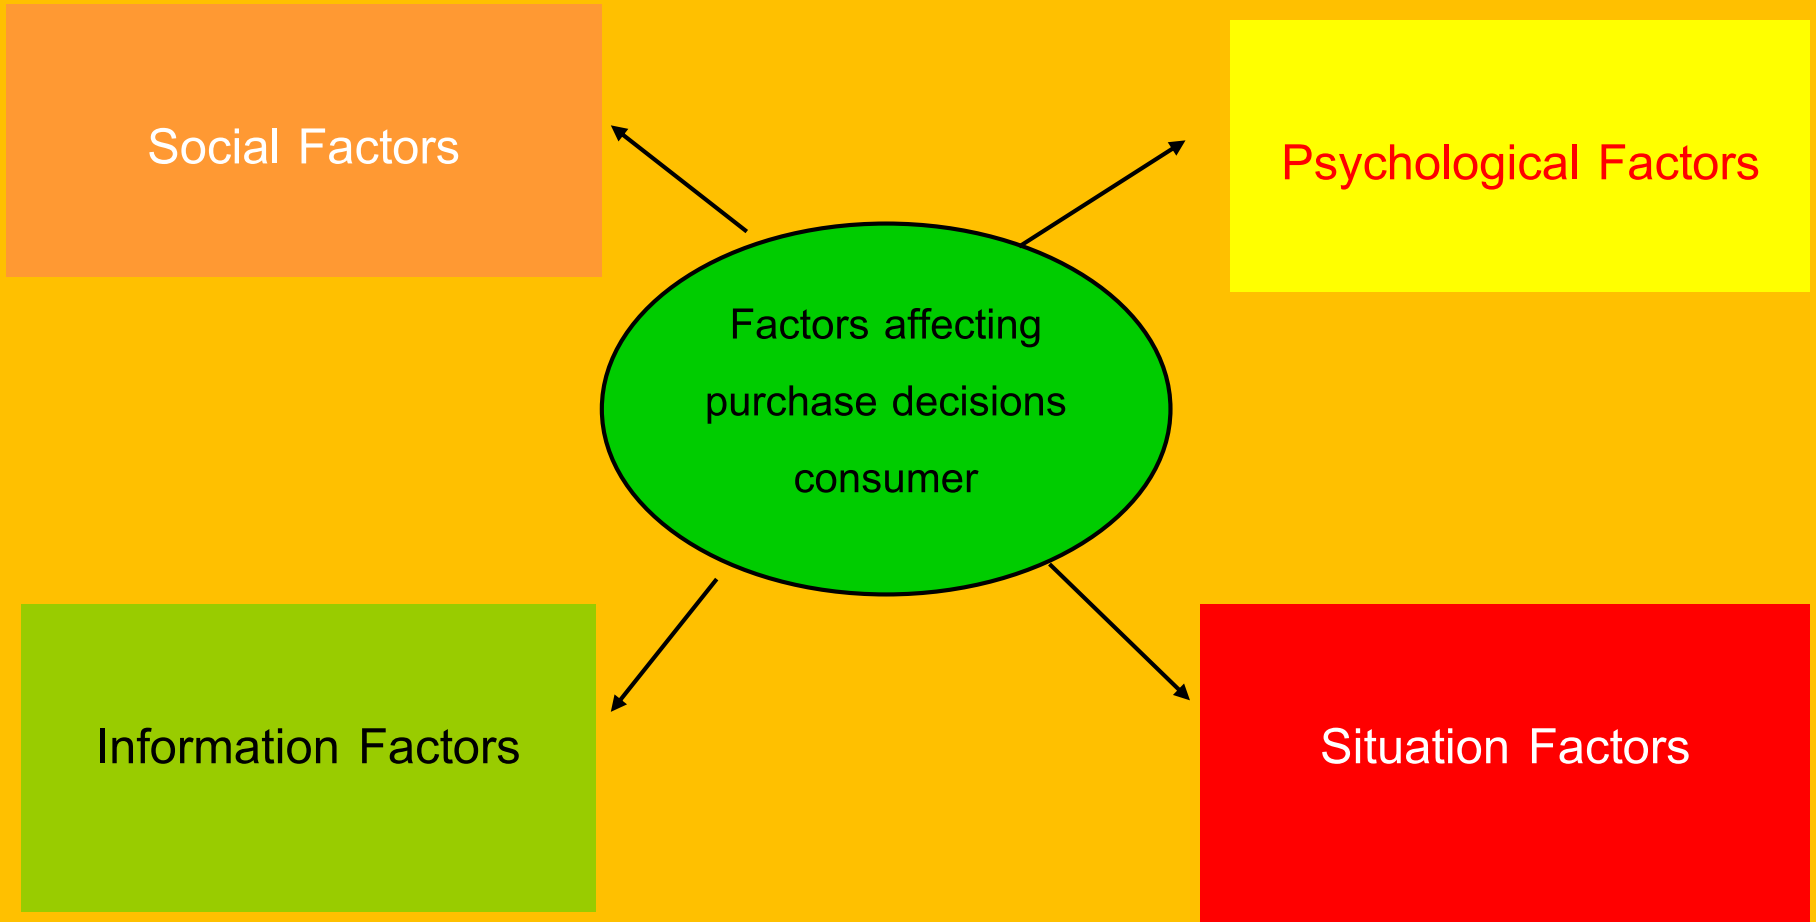 Social Factors
Psychological Factors
Factors affecting
purchase decisions
consumer
Information Factors
Situation Factors